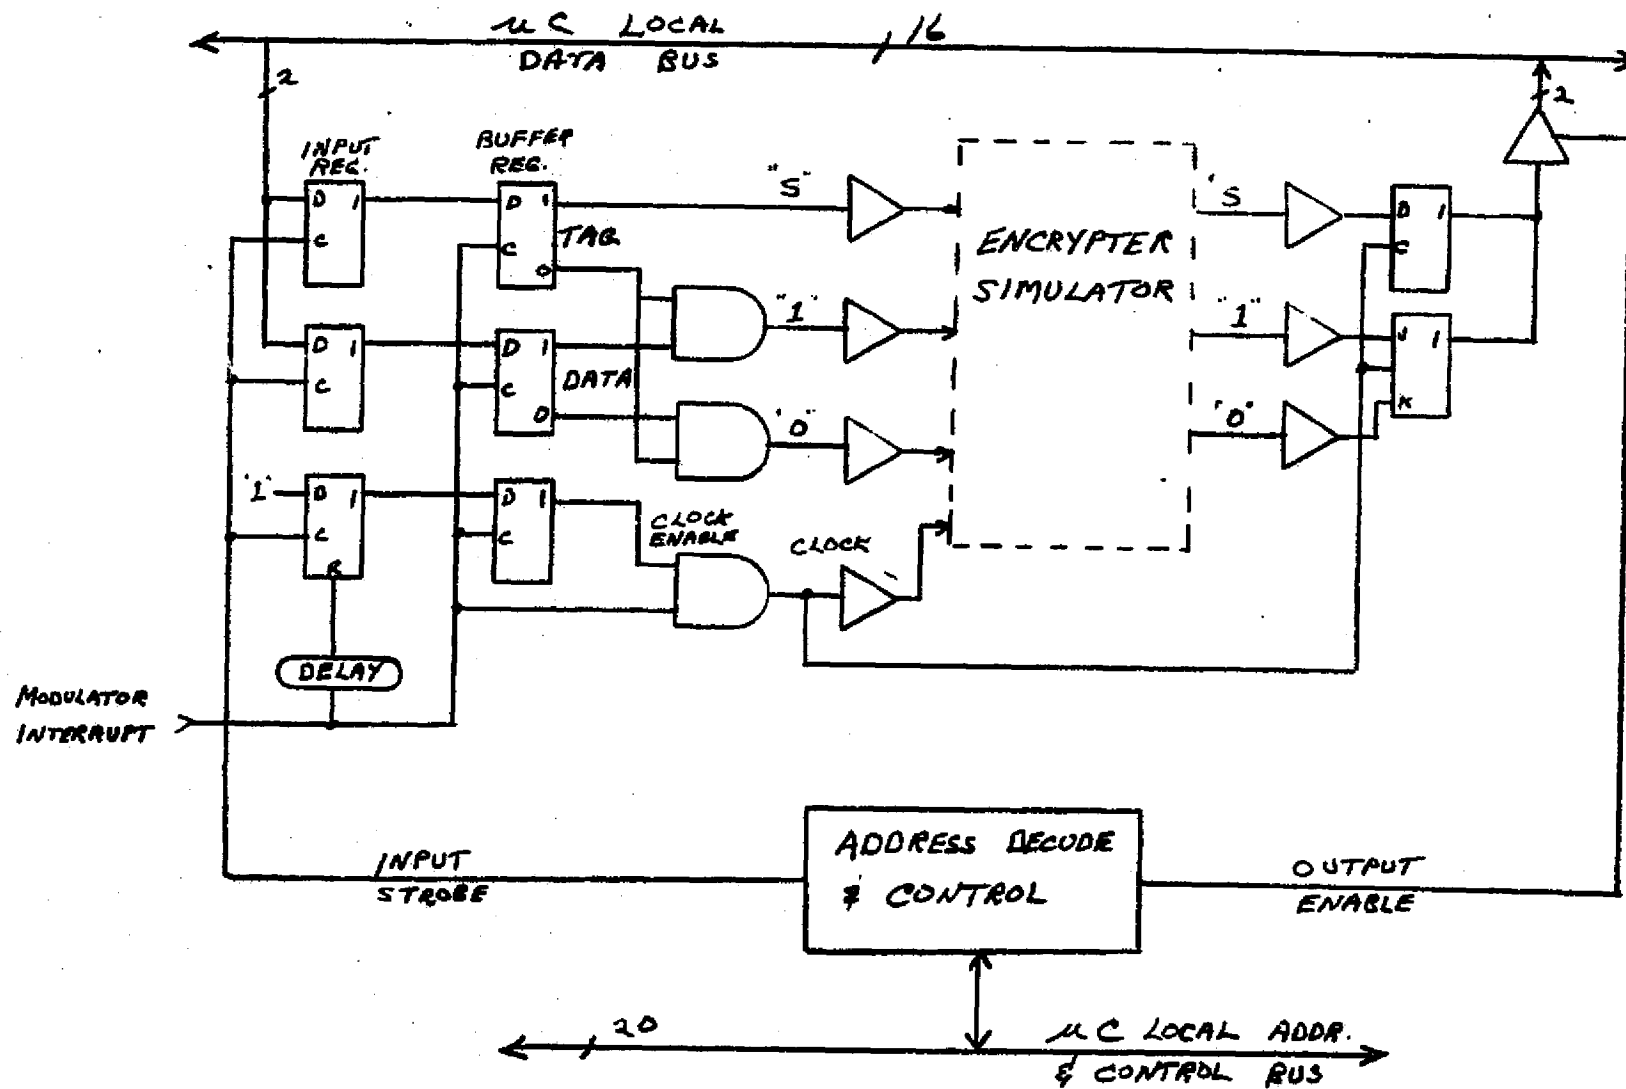 μC LOCAL
DATA BUS
16
2
2
INPUT
REG.
BUFFER
REG.
D 1
C
D 1
C
0
TAG
"S"
ENCRYPTER
SIMULATOR
'S
D 1
C
"1"
"1"
D 1
C
D 1
C
0
DATA
J 1
K
'0"
'0"
"1"
D 1
C
R
D 1
C
CLOCK
ENABLE
CLOCK
DELAY
MODULATOR
INTERRUPT
INPUT
STROBE
ADDRESS DECODE
& CONTROL
OUTPUT
ENABLE
20
μC LOCAL ADDR.
& CONTROL BUS